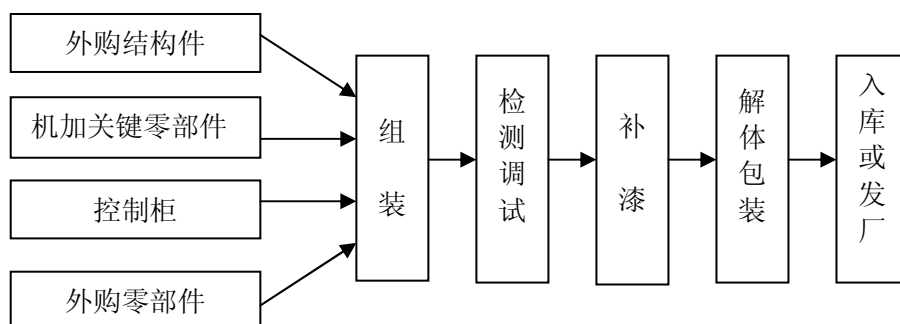 外购结构件
机加关键零部件
控制柜
外购零部件
组装
检测调试
补漆
解体包装
入库或发厂